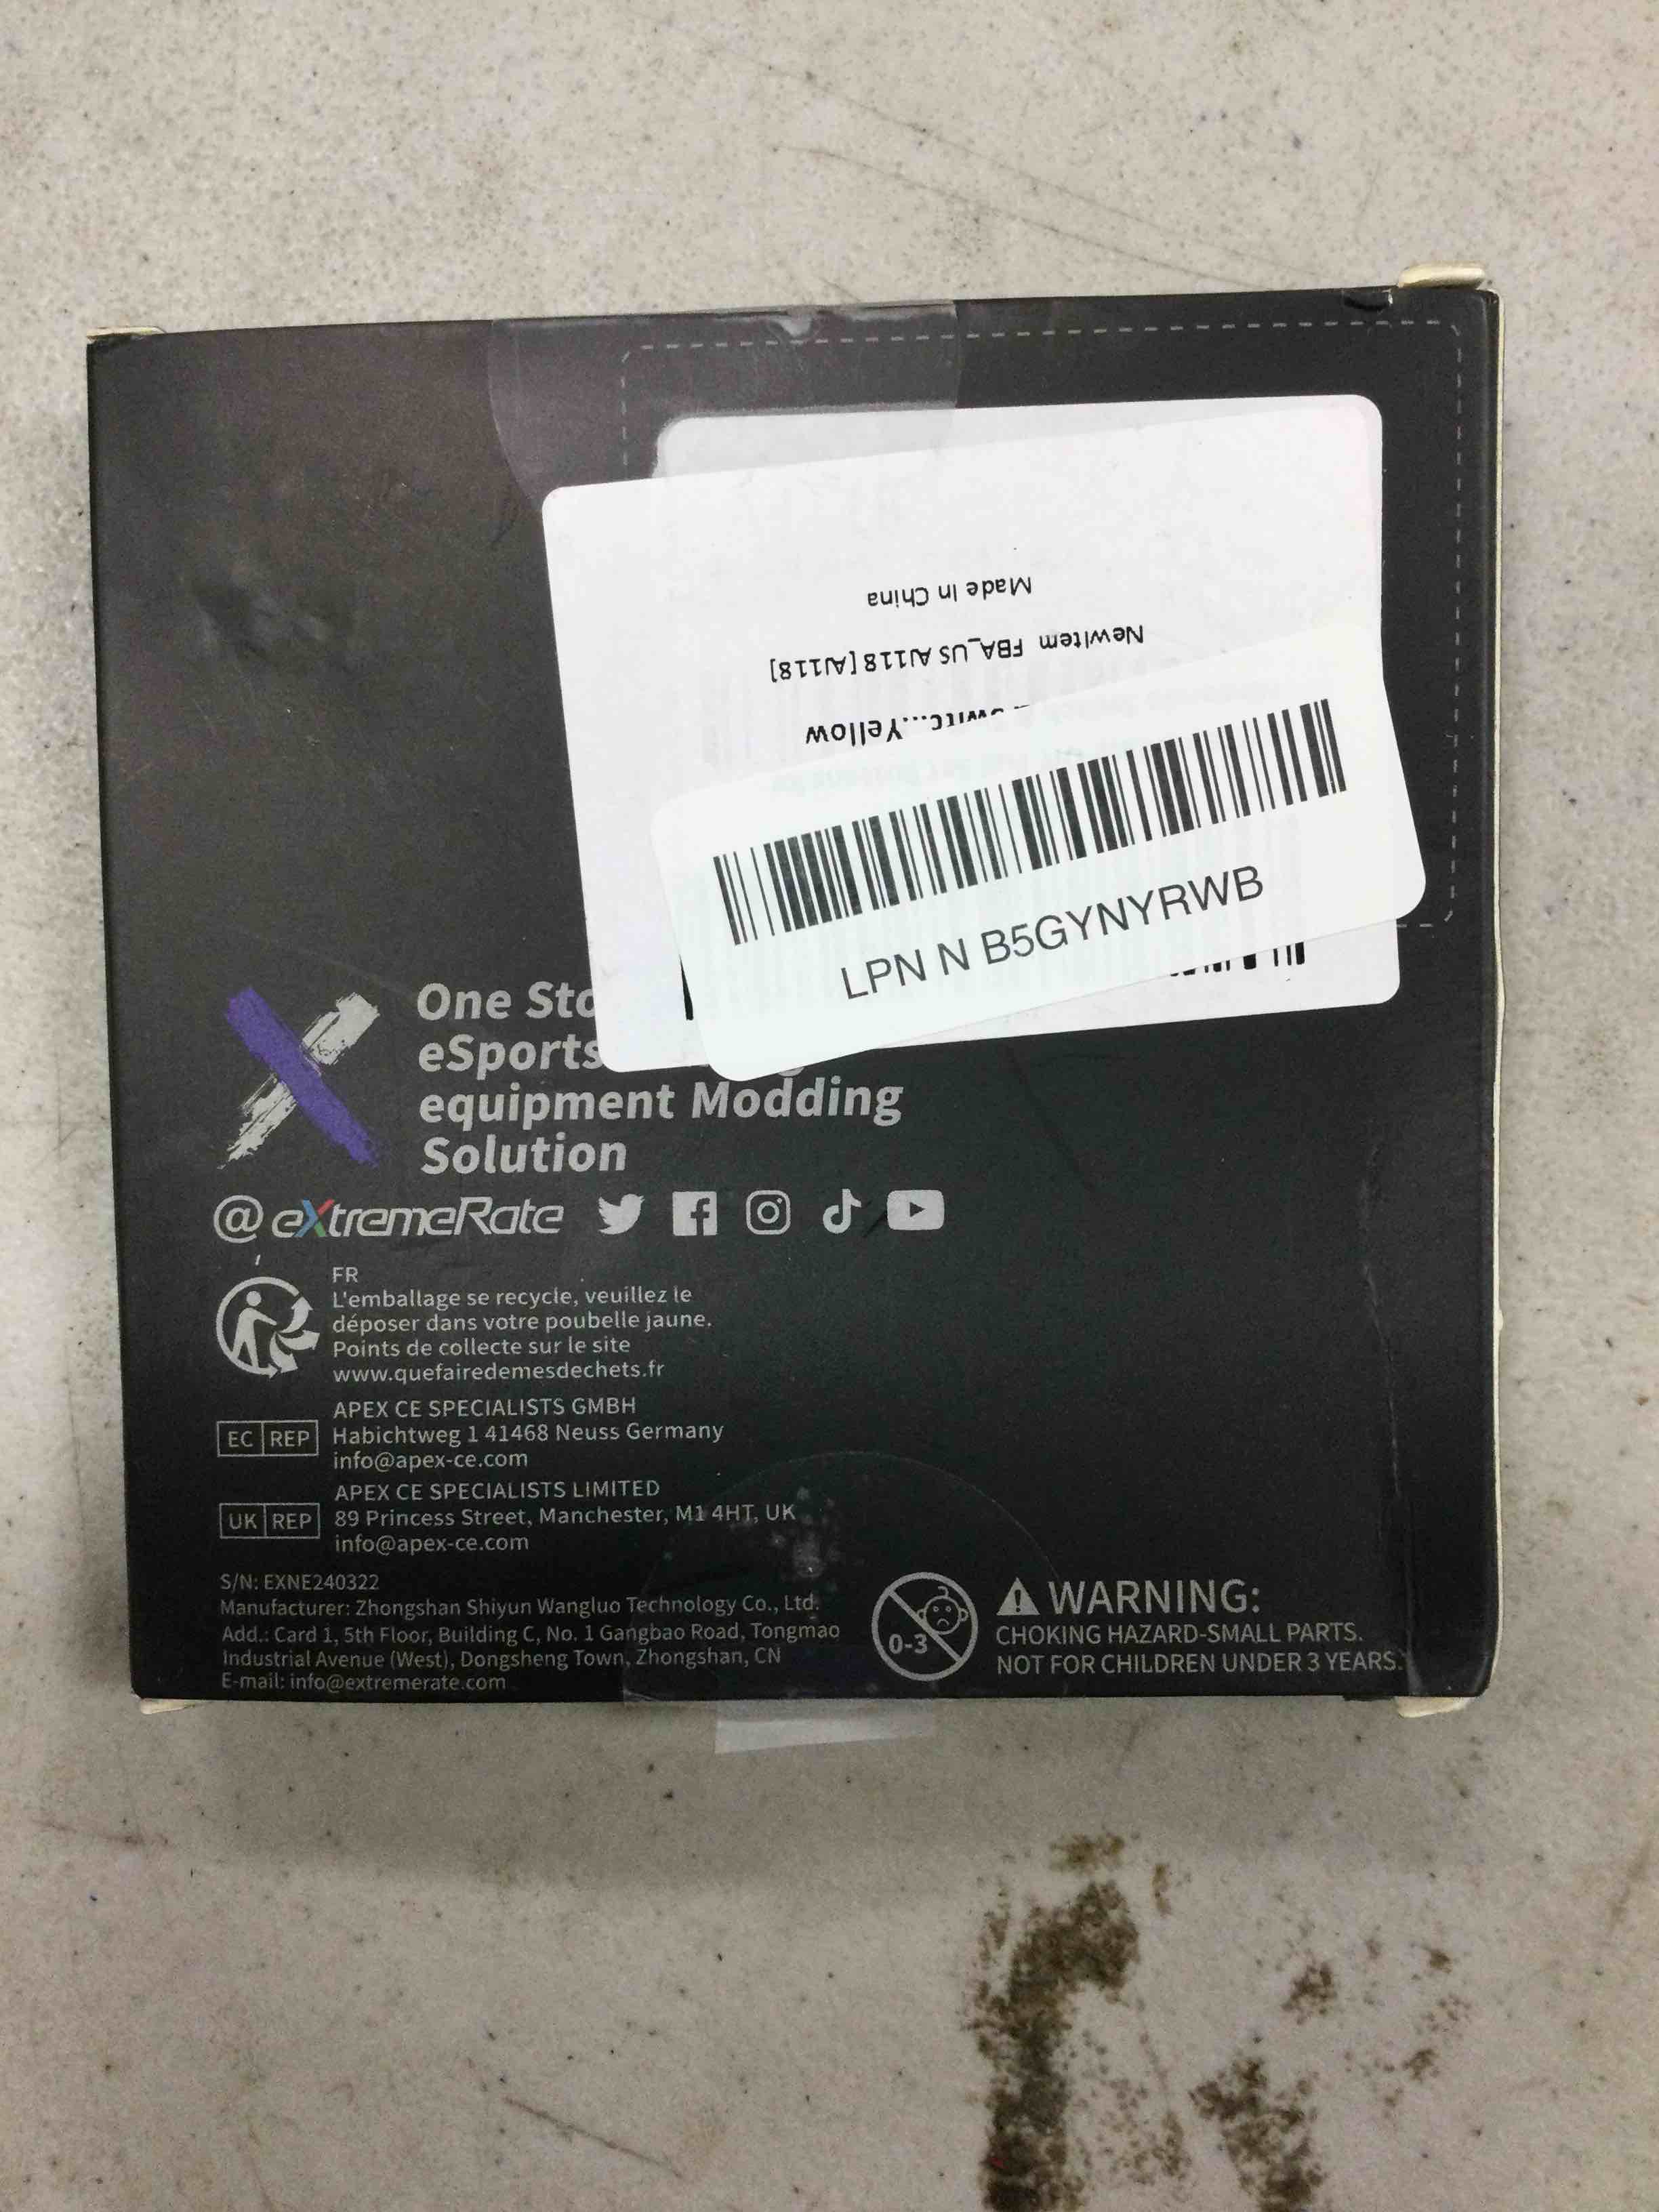 Made In China
NewItem FBA_US AJ118 [AJ118]
Switc...Yellow
LPN N B5GYNYRWB
One Sto
eSports
equipment Modding
Solution
@eXtremeRate
FR
L'emballage se recycle, veuillez le
déposer dans votre poubelle jaune.
Points de collecte sur le site
www.quefairedemesdechets.fr
APEX CE SPECIALISTS GMBH
EC REP Habichtweg 1 41468 Neuss Germany
info@apex-ce.com
APEX CE SPECIALISTS LIMITED
UK REP 89 Princess Street, Manchester, M1 4HT, UK
info@apex-ce.com
S/N: EXNE240322
Manufacturer: Zhongshan Shiyun Wangluo Technology Co., Ltd.
Add.: Card 1, 5th Floor, Building C, No. 1 Gangbao Road, Tongmao
Industrial Avenue (West), Dongsheng Town, Zhongshan, CN
E-mail: info@extremerate.com
0-3
WARNING:
CHOKING HAZARD-SMALL PARTS.
NOT FOR CHILDREN UNDER 3 YEARS.